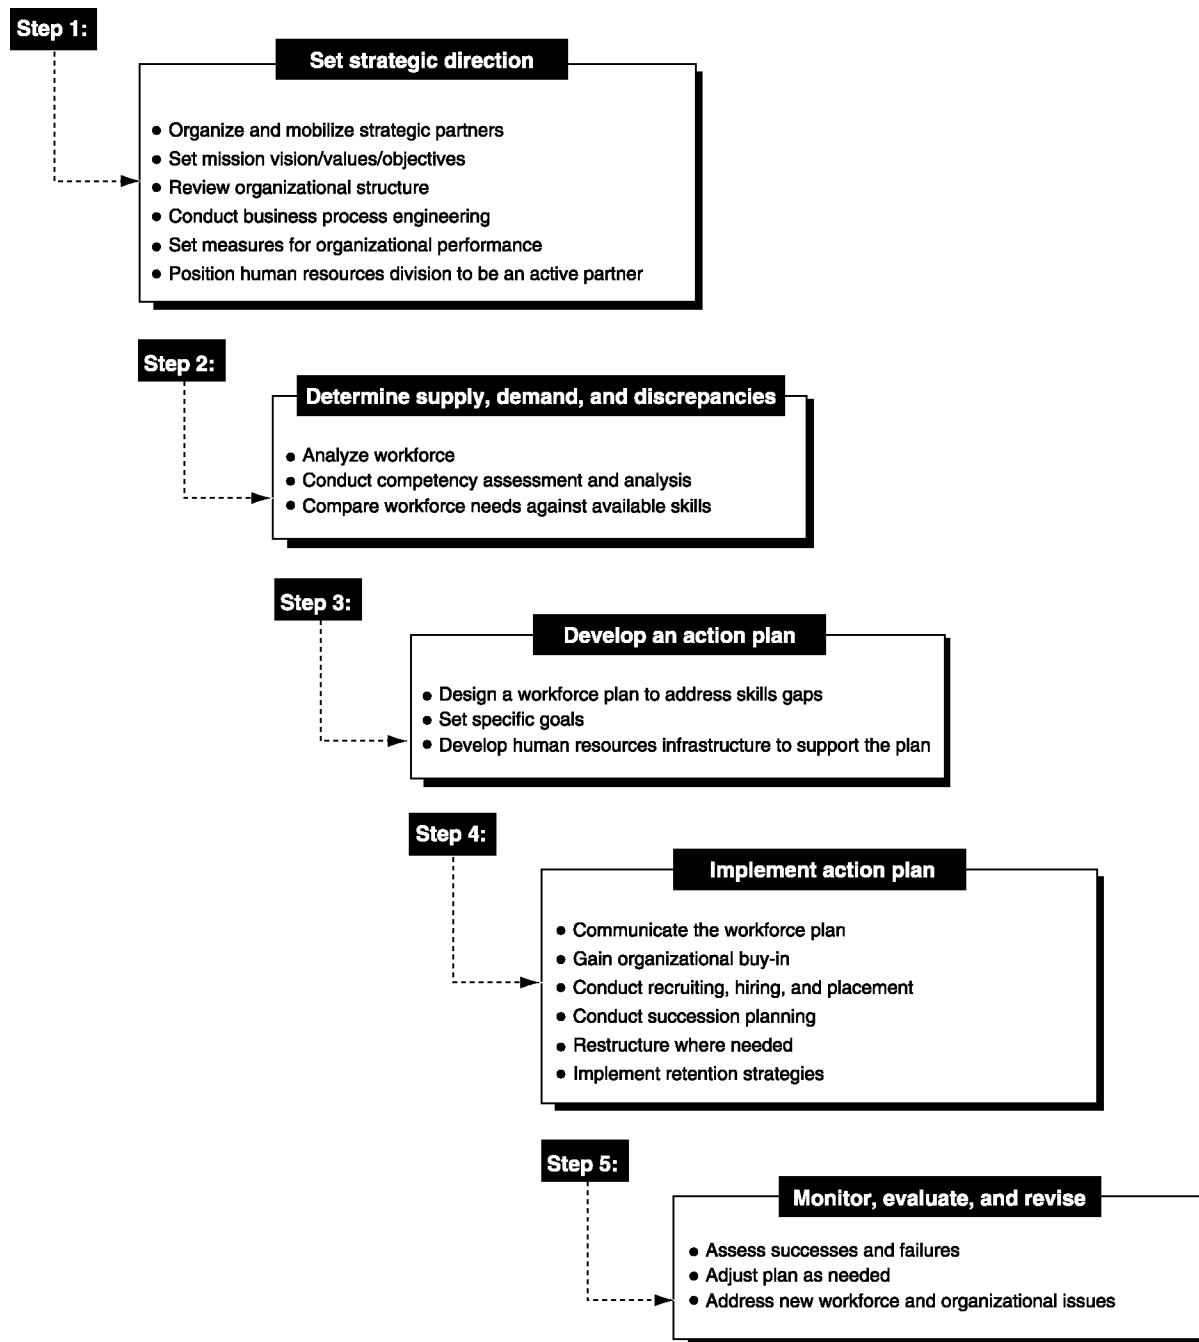 Step 1:
Set strategic direction
● Organize and mobilize strategic partners
● Set mission vision/values/objectives
● Review organizational structure
● Conduct business process engineering
● Set measures for organizational performance
● Position human resources division to be an active partner
Step 2:
Determine supply, demand, and discrepancies
● Analyze workforce
● Conduct competency assessment and analysis
● Compare workforce needs against available skills
Step 3:
Develop an action plan
● Design a workforce plan to address skills gaps
● Set specific goals
● Develop human resources infrastructure to support the plan
Step 4:
Implement action plan
● Communicate the workforce plan
● Gain organizational buy-in
● Conduct recruiting, hiring, and placement
● Conduct succession planning
● Restructure where needed
● Implement retention strategies
Step 5:
Monitor, evaluate, and revise
● Assess successes and failures
● Adjust plan as needed
● Address new workforce and organizational issues